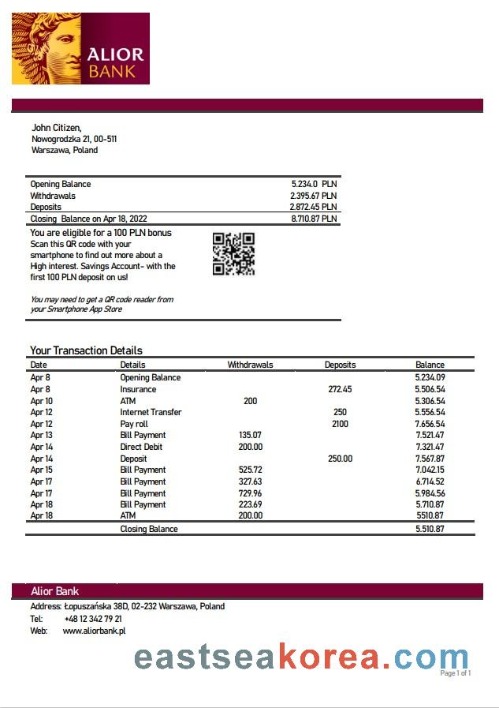 ALIOR
BANK
John Citizen,
Nowogrodzka 21, 00-511
Warszawa, Poland
Opening Balance 5.234.0 PLN
Withdrawals 2.395.67 PLN
Deposits 2.872.45 PLN
Closing Balance on Apr 18, 2022 8.710.87 PLN
You are eligible for a 100 PLN bonus
Scan this QR code with your
smartphone to find out more about a
High interest. Savings Account- with the
first 100 PLN deposit on us!
You may need to get a QR code reader from
your Smartphone App Store
Your Transaction Details
Date Details Withdrawals Deposits Balance
Apr 8 Opening Balance 5.234.09
Apr 8 Insurance 272.45 5.506.54
Apr 10 ATM 200 5.306.54
Apr 12 Internet Transfer 250 5.556.54
Apr 12 Pay roll 2100 7.656.54
Apr 13 Bill Payment 135.07 7.521.47
Apr 14 Direct Debit 200.00 7.321.47
Apr 14 Deposit 250.00 7.567.87
Apr 15 Bill Payment 525.72 7.042.15
Apr 17 Bill Payment 327.63 6.714.52
Apr 17 Bill Payment 729.96 5.984.56
Apr 18 Bill Payment 223.69 5.710.87
Apr 18 ATM 200.00 5510.87
Closing Balance 5.510.87
Alior Bank
Address: Łopuszańska 38D, 02-232 Warszawa, Poland
Tel: +48 12 342 79 21
Web: www.aliorbank.pl
eastseakorea.com
Page 1 of 1